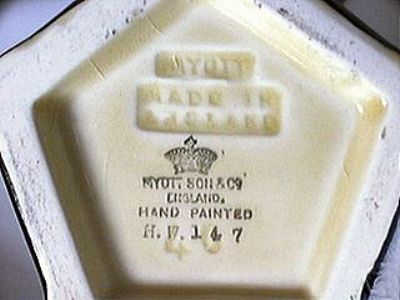 MYOTT
MADE IN
ENGLAND
MYOTT SON & Co
ENGLAND.
HAND PAINTED
H.W.147